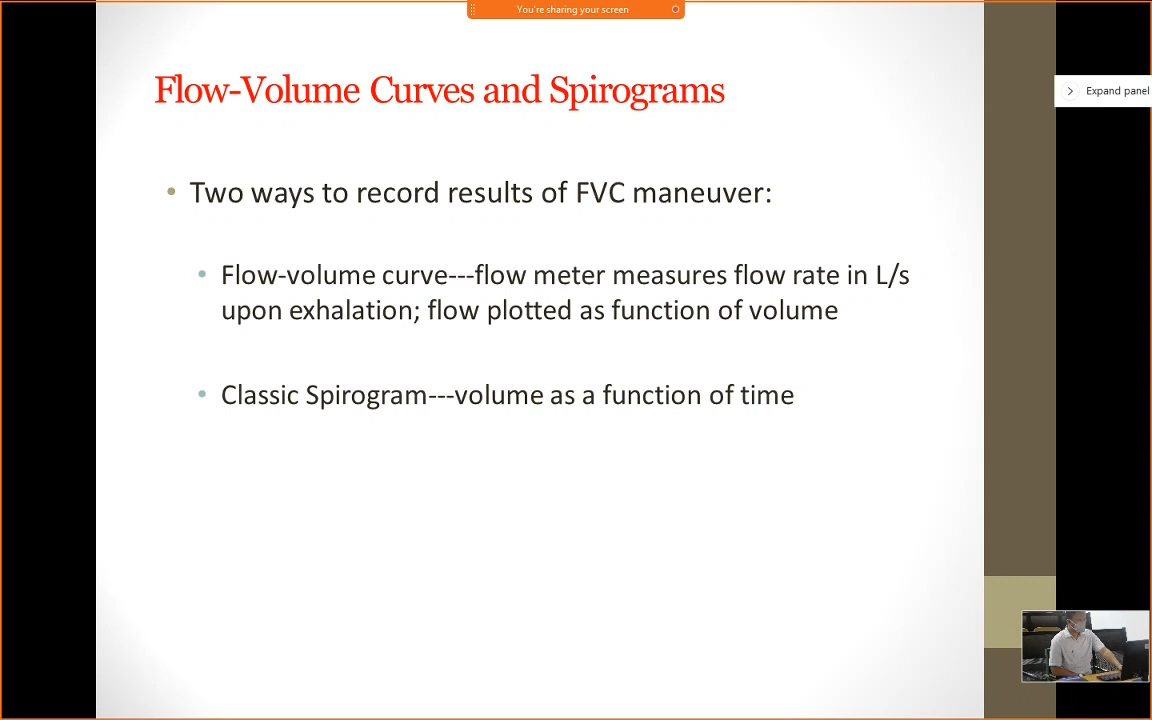 You're sharing your screen
Flow-Volume Curves and Spirograms
Expand panel
• Two ways to record results of FVC maneuver:
• Flow-volume curve---flow meter measures flow rate in L/s
upon exhalation; flow plotted as function of volume
• Classic Spirogram---volume as a function of time